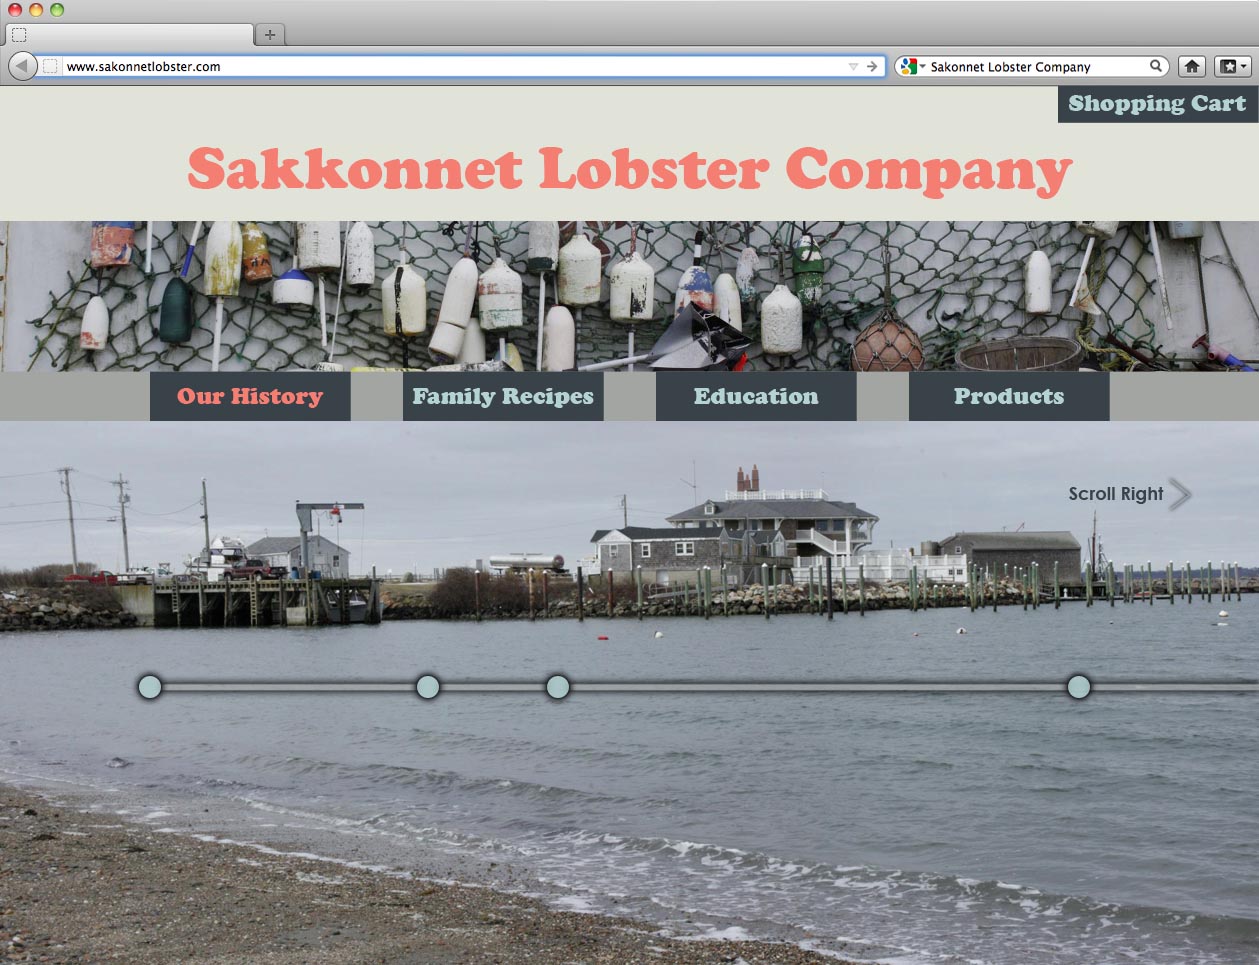 www.sakonnetlobster.com
Sakonnet Lobster Company
Shopping Cart
Sakkonnet Lobster Company
Our History
Family Recipes
Education
Products
Scroll Right